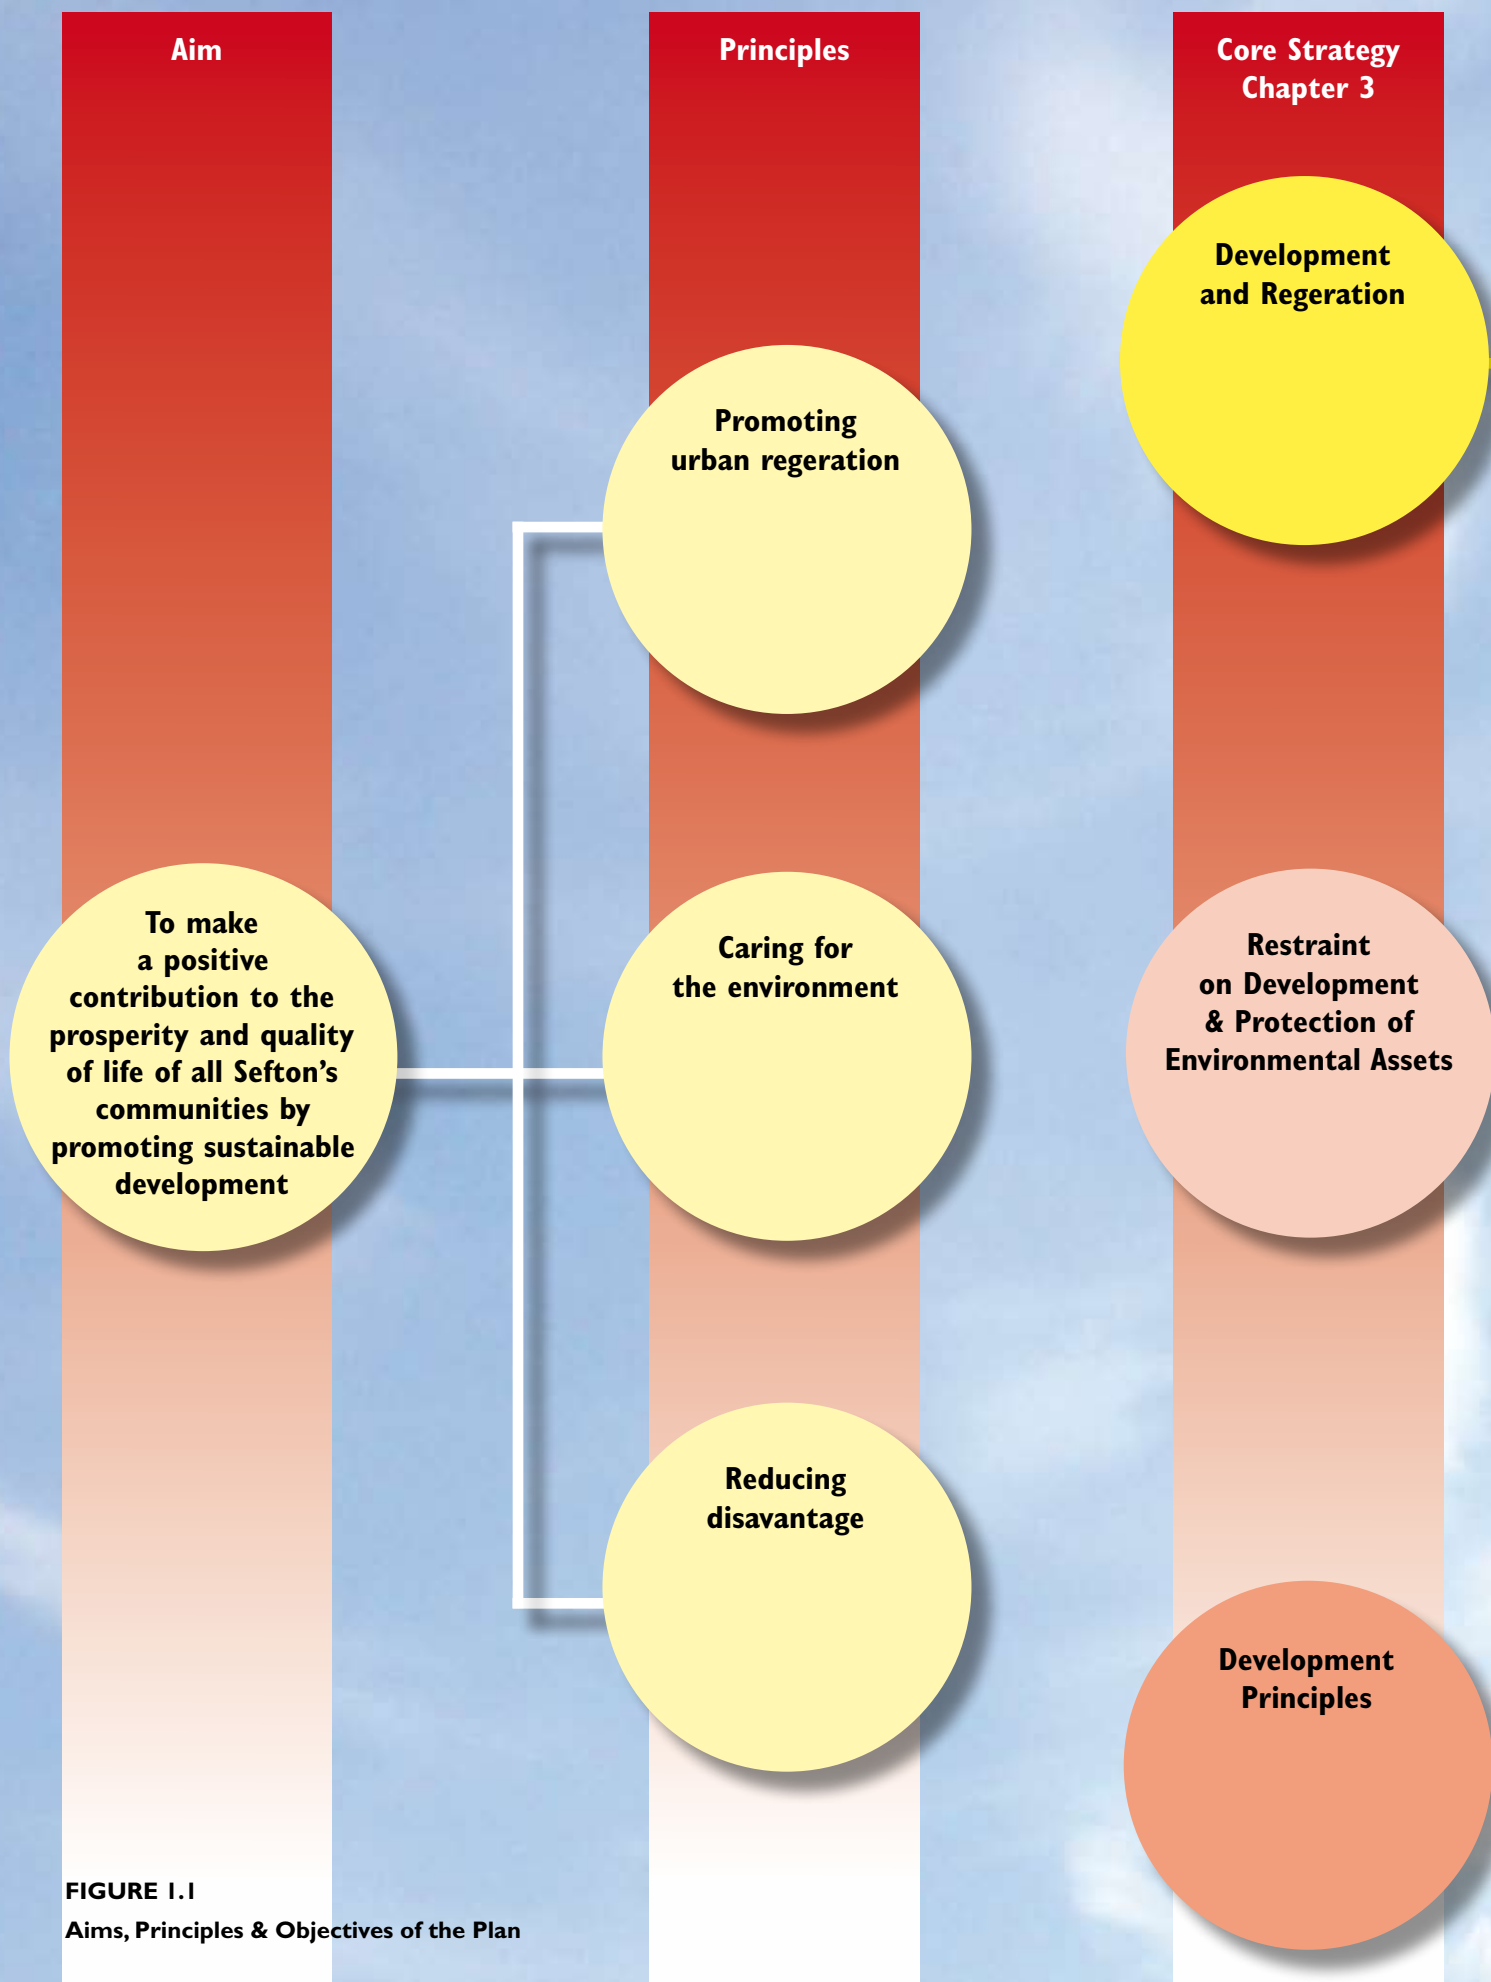 Aim
To make
a positive
contribution to the
prosperity and quality
of life of all Sefton’s
communities by
promoting sustainable
development
Principles
Promoting
urban regeration
Caring for
the environment
Reducing
disavantage
Core Strategy
Chapter 3
Development
and Regeration
Restraint
on Development
& Protection of
Environmental Assets
Development
Principles
FIGURE 1.1
Aims, Principles & Objectives of the Plan